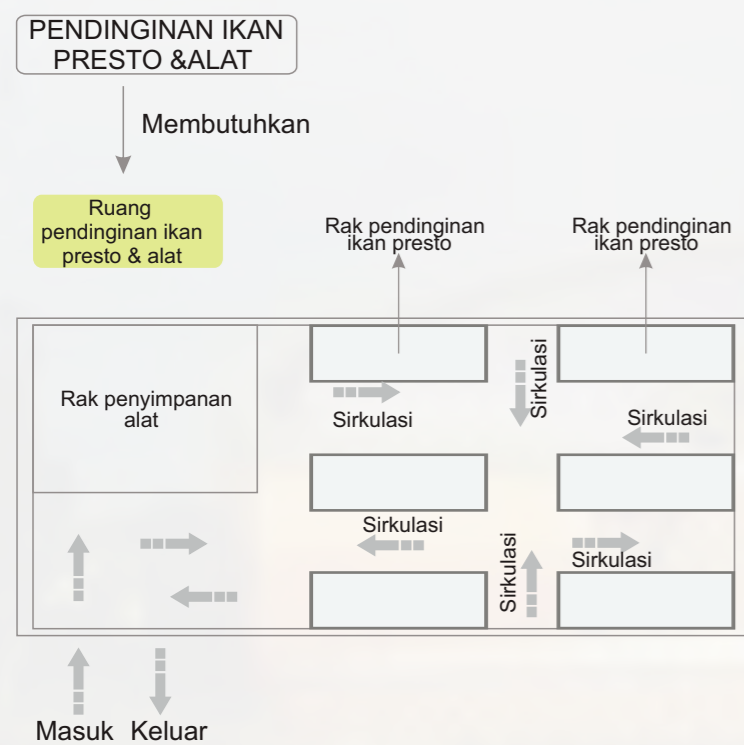 PENDINGINAN IKAN
PRESTO &ALAT
Membutuhkan
Ruang
pendinginan ikan
presto & alat
Rak pendinginan
ikan presto
Rak pendinginan
ikan presto
Rak penyimpanan
alat
Sirkulasi
Sirkulasi
Sirkulasi
Sirkulasi
Sirkulasi
Sirkulasi
Masuk Keluar